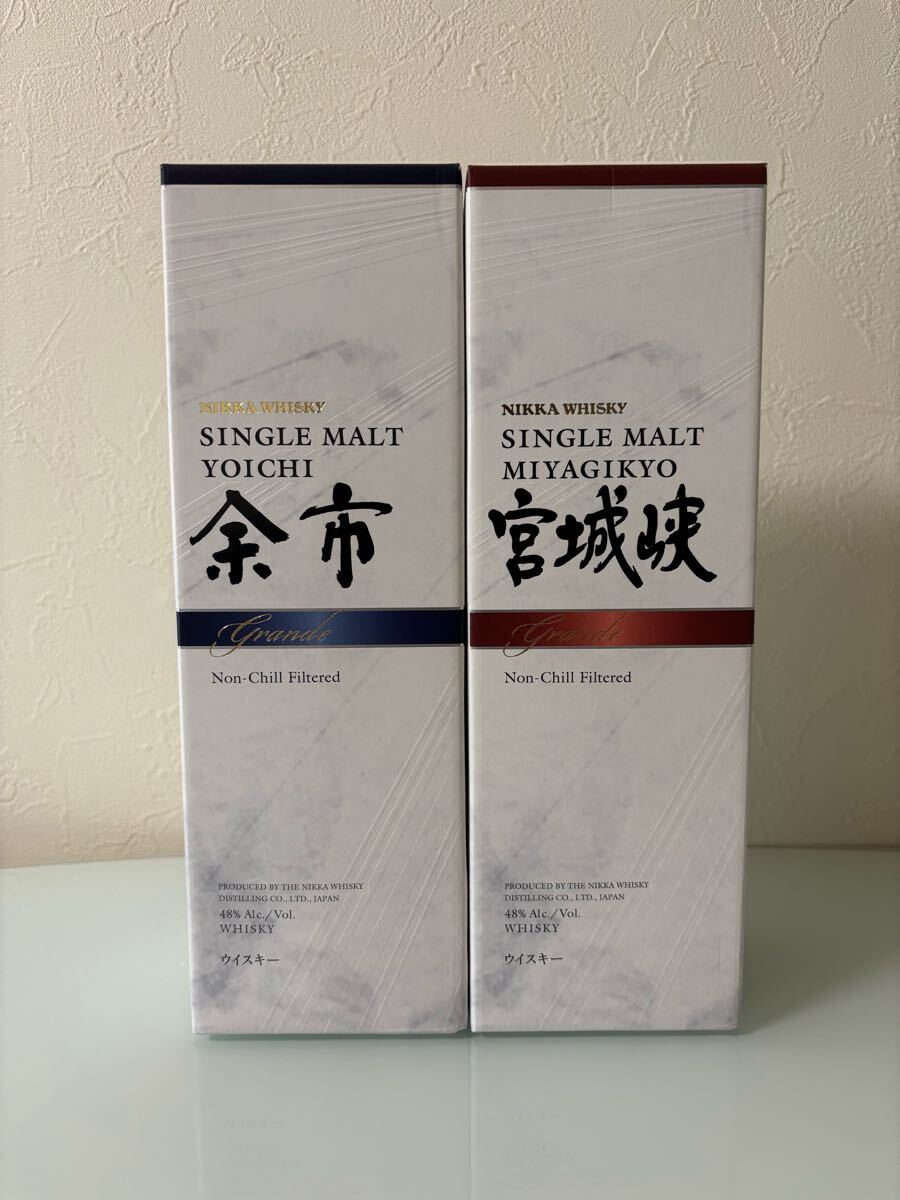 NIKKA WHISKY
SINGLE MALT
YOICHI
余市
Grande
Non-Chill Filtered
PRODUCED BY THE NIKKA WHISKY
DISTILLING CO., LTD., JAPAN
48% Alc./Vol.
WHISKY
ウイスキー
NIKKA WHISKY
SINGLE MALT
MIYAGIKYO
宮城峡
Grande
Non-Chill Filtered
PRODUCED BY THE NIKKA WHISKY
DISTILLING CO., LTD., JAPAN
48% Alc./Vol.
WHISKY
ウイスキー